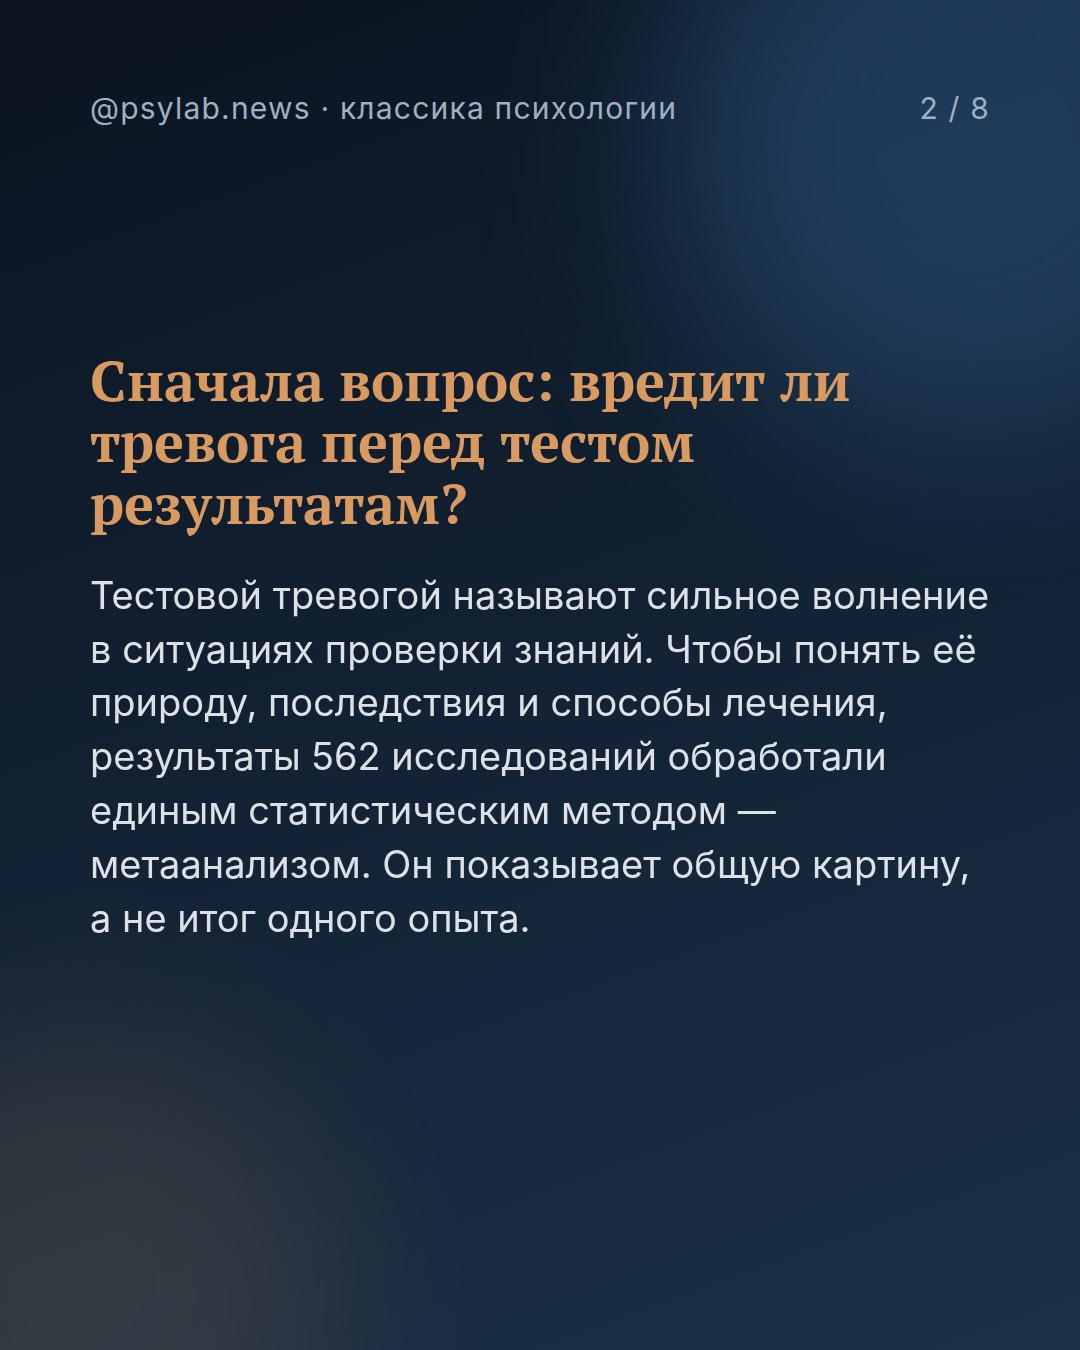 @psylab.news · классика психологии
2 / 8
Сначала вопрос: вредит ли
тревога перед тестом
результатам?
Тестовой тревогой называют сильное волнение
в ситуациях проверки знаний. Чтобы понять её
природу, последствия и способы лечения,
результаты 562 исследований обработали
единым статистическим методом —
метаанализом. Он показывает общую картину,
а не итог одного опыта.